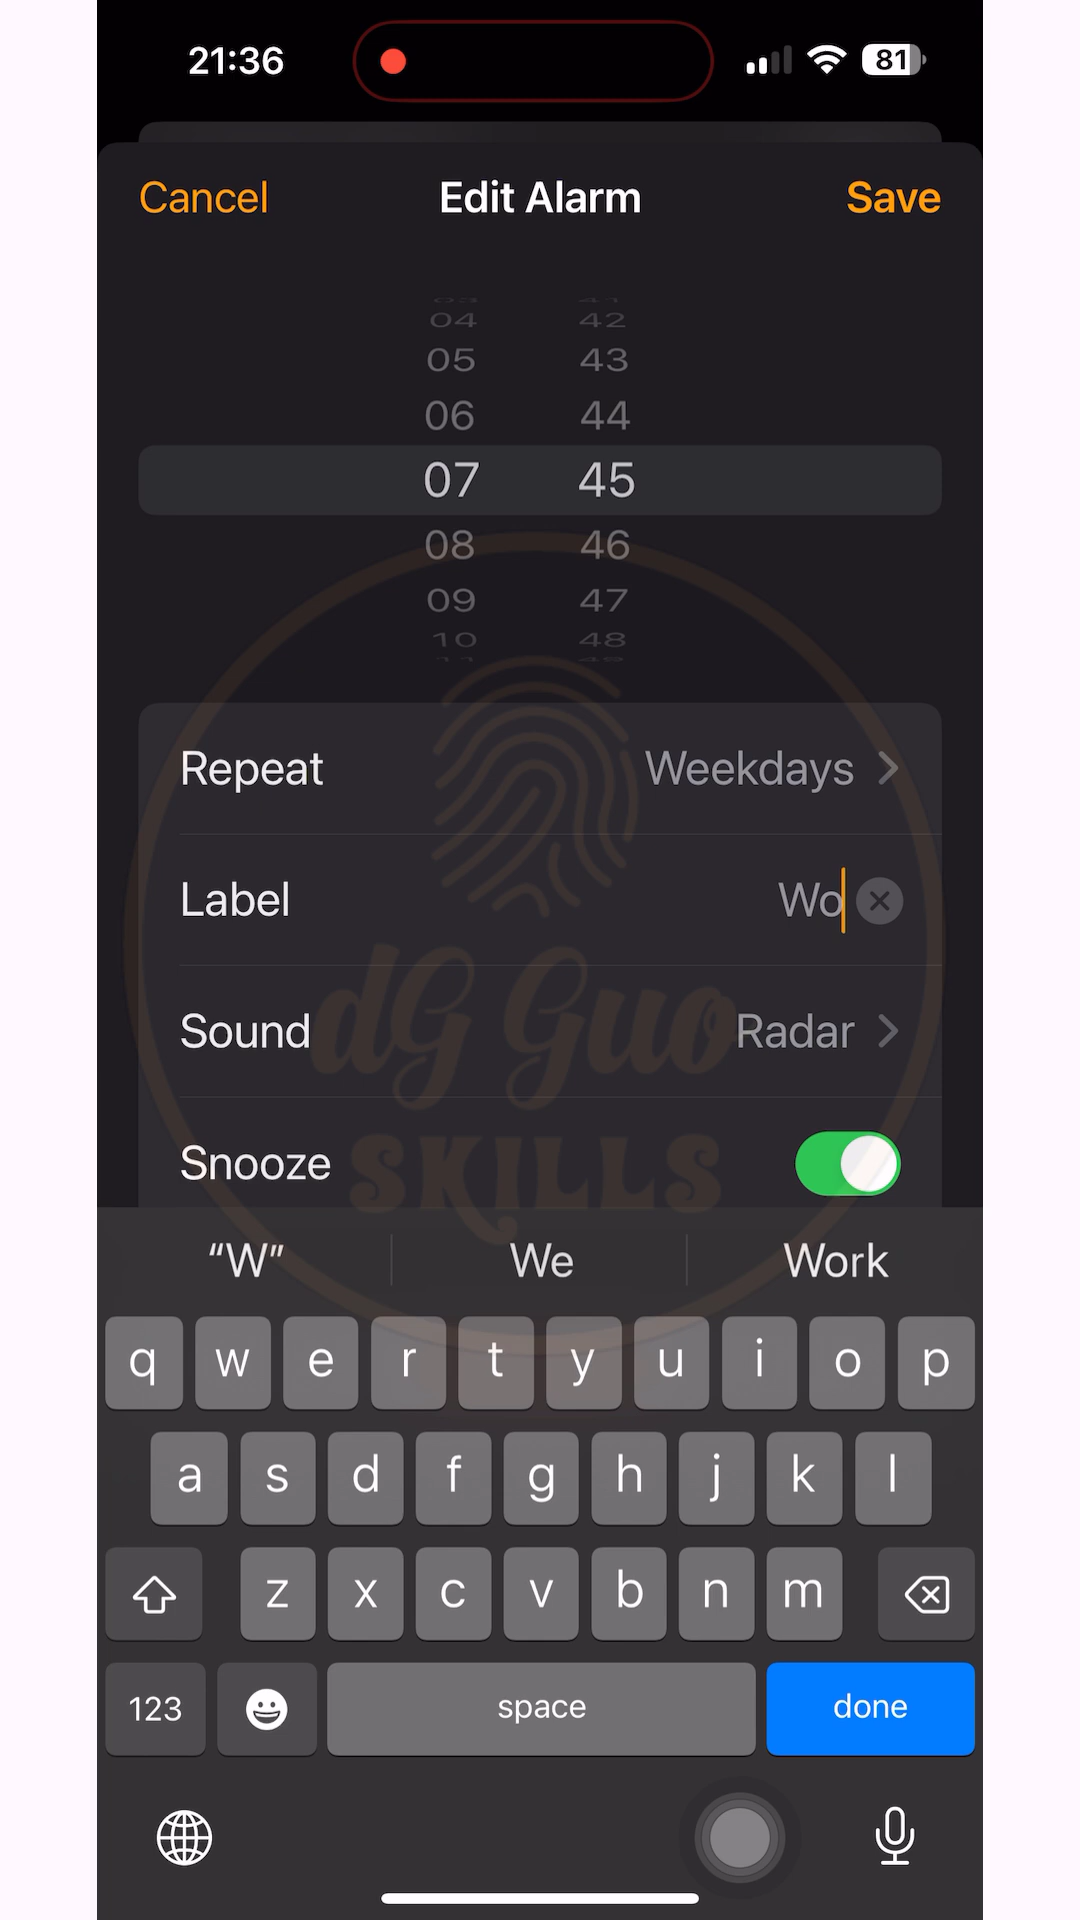 21:36
81
Cancel Edit Alarm Save
04 42
05 43
06 44
07 45
08 46
09 47
10 48
Repeat Weekdays
Label Wo
Sound Radar
Snooze
dG Guo
SKILLS
“W” We Work
q w e r t y u i o p
a s d f g h j k l
z x c v b n m
123 space done